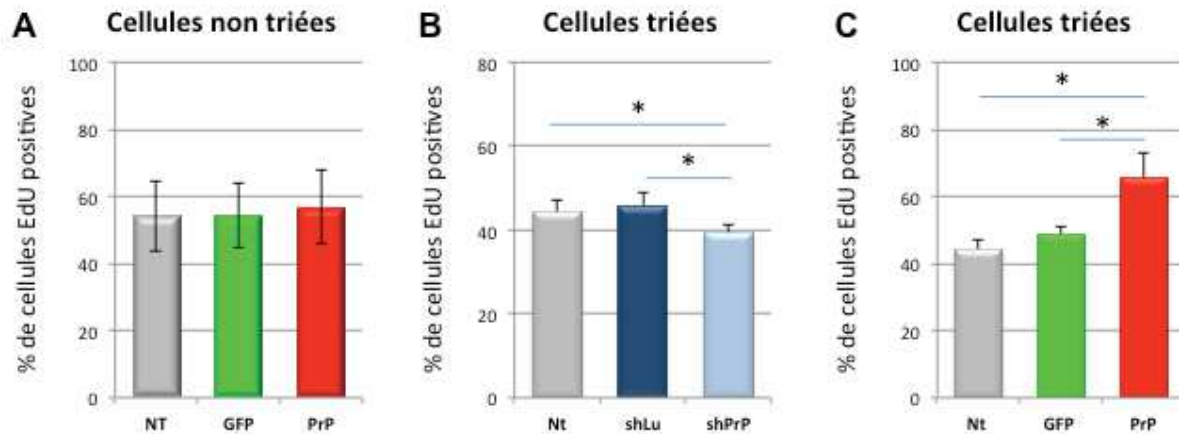 A
Cellules non triées
% de cellules EdU positives
100
80
60
40
20
0
NT GFP PrP
B
Cellules triées
% de cellules EdU positives
80
60
40
20
0
*
*
Nt shLu shPrP
C
Cellules triées
% de cellules EdU positives
100
80
60
40
20
0
*
*
Nt GFP PrP